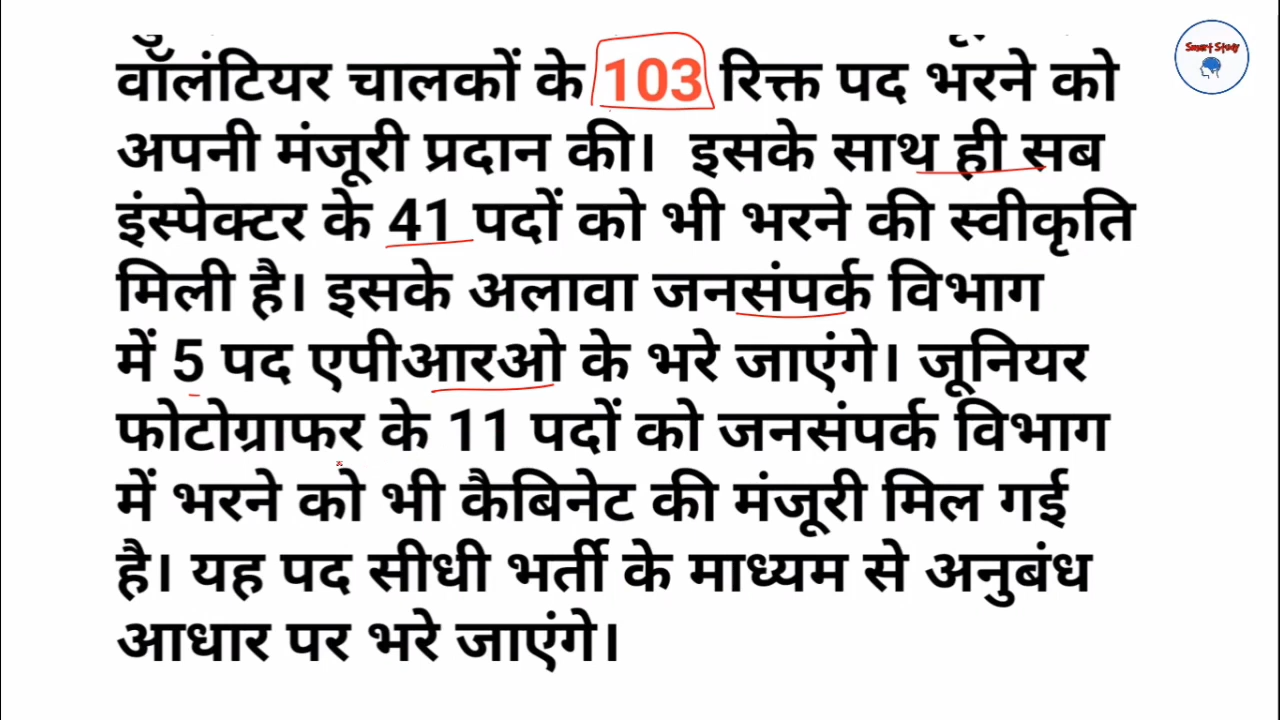 Smart Study
वॉलंटियर चालकों के 103 रिक्त पद भरने को
अपनी मंजूरी प्रदान की। इसके साथ ही सब
इंस्पेक्टर के 41 पदों को भी भरने की स्वीकृति
मिली है। इसके अलावा जनसंपर्क विभाग
में 5 पद एपीआरओ के भरे जाएंगे। जूनियर
फोटोग्राफर के 11 पदों को जनसंपर्क विभाग
में भरने को भी कैबिनेट की मंजूरी मिल गई
है। यह पद सीधी भर्ती के माध्यम से अनुबंध
आधार पर भरे जाएंगे।